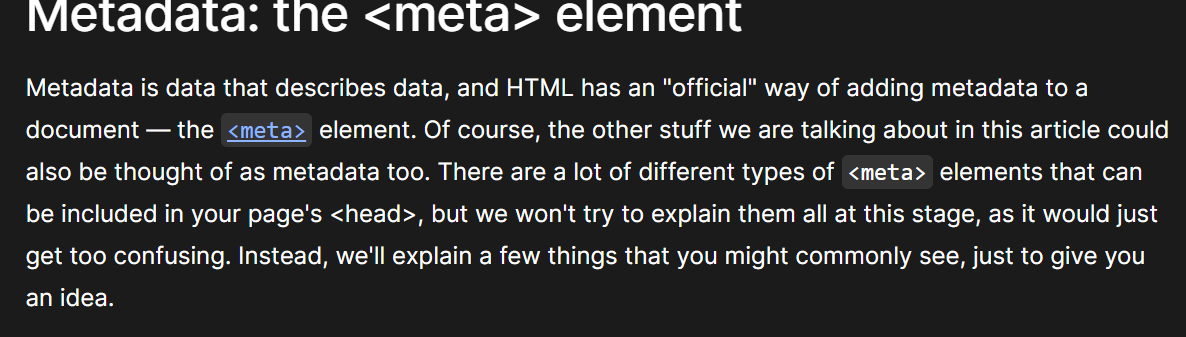 Metadata: the <meta> element
Metadata is data that describes data, and HTML has an "official" way of adding metadata to a
document — the <meta> element. Of course, the other stuff we are talking about in this article could
also be thought of as metadata too. There are a lot of different types of <meta> elements that can
be included in your page's <head>, but we won't try to explain them all at this stage, as it would just
get too confusing. Instead, we'll explain a few things that you might commonly see, just to give you
an idea.